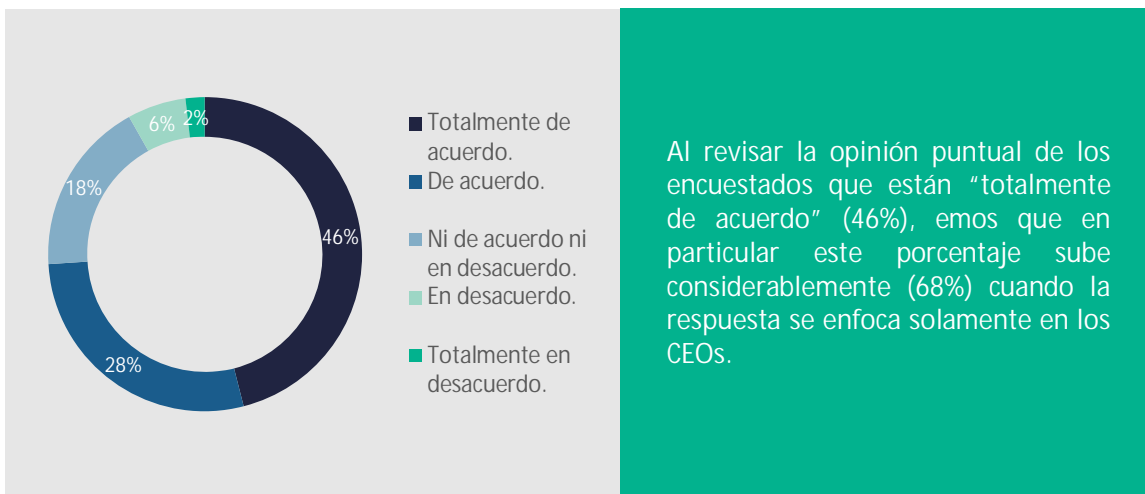 2%
6%
18%
46%
28%
Totalmente de
acuerdo.
De acuerdo.
Ni de acuerdo ni
en desacuerdo.
En desacuerdo.
Totalmente en
desacuerdo.
Al revisar la opinión puntual de los
encuestados que están “totalmente
de acuerdo” (46%), emos que en
particular este porcentaje sube
considerablemente (68%) cuando la
respuesta se enfoca solamente en los
CEOs.